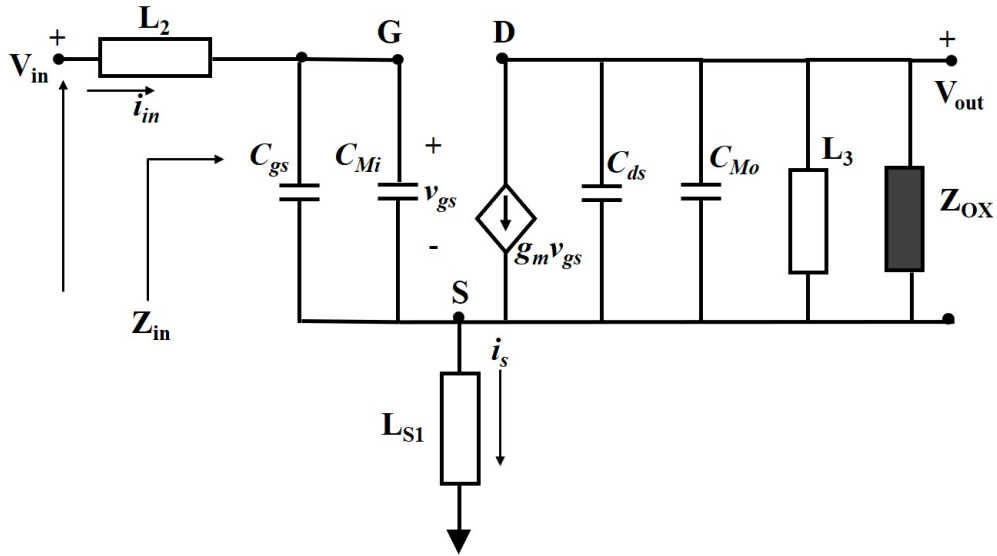 L2
G
D
+
+
Vin
Vout
iin
Cgs
CMi
+
vgs
-
Cds
CMo
L3
ZOX
gmvgs
Zin
S
is
LS1